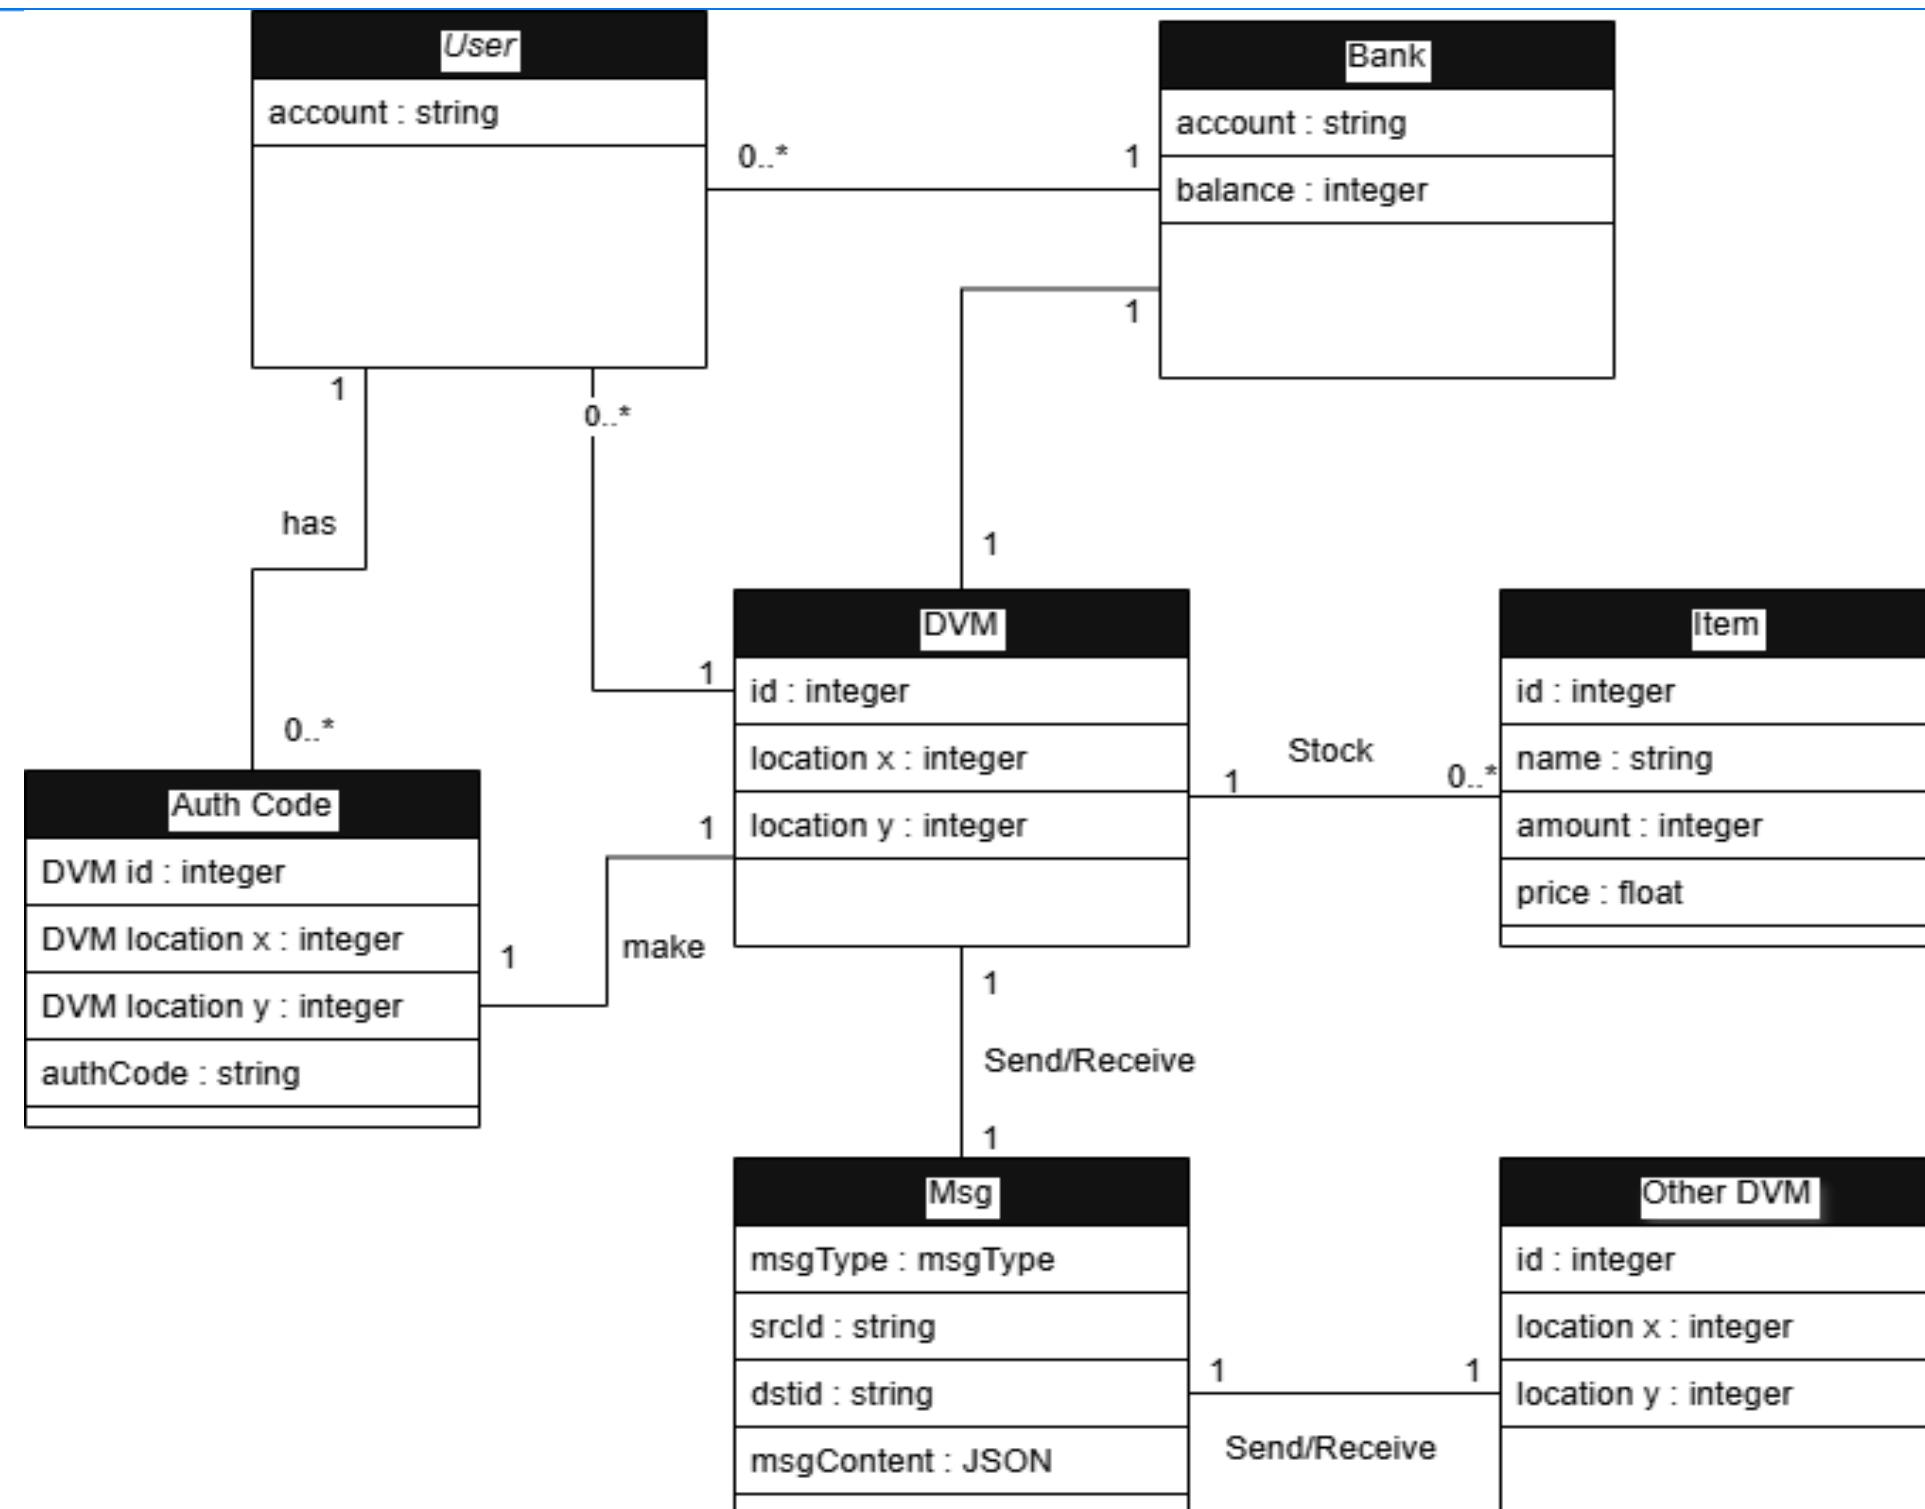 User
account : string
Bank
account : string
balance : integer
0..*
1
1
1
0..*
1
has
0..*
1
1
DVM
id : integer
location x : integer
location y : integer
Stock
1
0..*
Item
id : integer
name : string
amount : integer
price : float
Auth Code
DVM id : integer
DVM location x : integer
DVM location y : integer
authCode : string
1
make
1
1
Send/Receive
1
Msg
msgType : msgType
srcId : string
dstid : string
msgContent : JSON
1
1
Send/Receive
Other DVM
id : integer
location x : integer
location y : integer